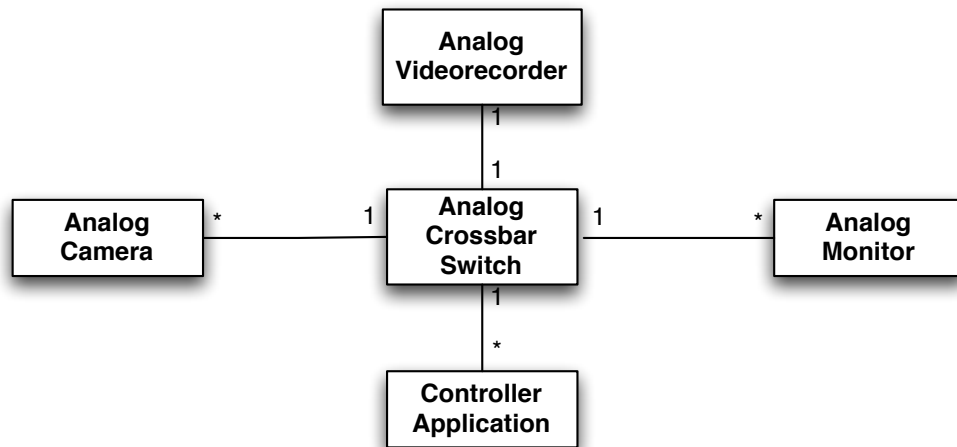 Analog
Videorecorder
1
1
Analog
Camera
*
1
Analog
Crossbar
Switch
1
*
Analog
Monitor
1
*
Controller
Application